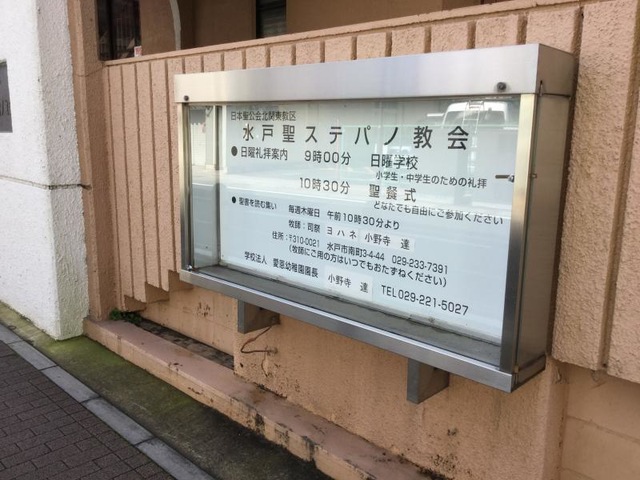 日本聖公会北関東教区
水戸聖ステパノ教会
●日曜礼拝案内 9時00分 日曜学校
小学生・中学生のための礼拝
10時30分 聖餐式
どなたでも自由にご参加ください
●聖書を読む集い 毎週木曜日 午前10時30分より
牧師:司祭 ヨハネ 小野寺 達
住所:〒310-0021 水戸市南町3-4-44 029-233-7391
(牧師にご用の方はいつでもおたずねください)
学校法人 愛恩幼稚園園長 小野寺 達 TEL029-221-5027